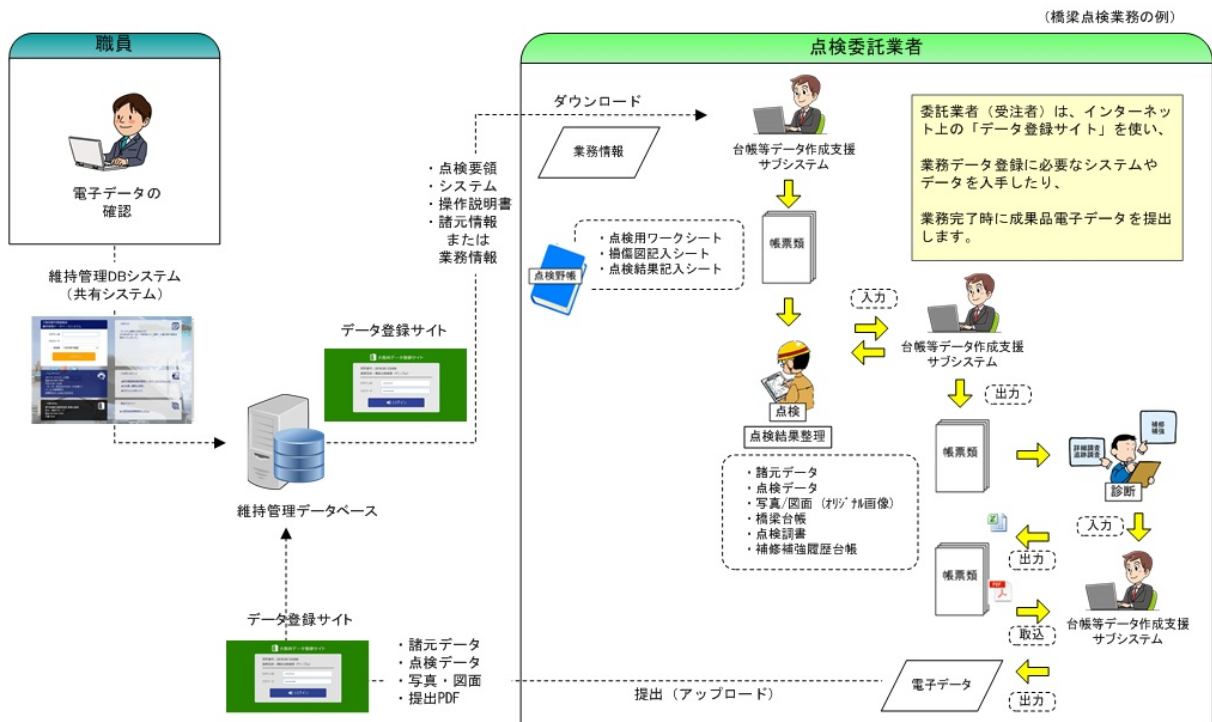 （橋梁点検業務の例）
職員
点検委託業者
電子データの
確認
維持管理DBシステム
（共有システム）
ダウンロード
業務情報
・点検要領
・システム
・操作説明書
・諸元情報
または
業務情報
台帳等データ作成支援
サブシステム
委託業者（受注者）は、インターネッ
ト上の「データ登録サイト」を使い、
業務データ登録に必要なシステムや
データを入手したり、
業務完了時に成果品電子データを提出
します。
帳票類
点検野帳
・点検用ワークシート
・損傷図記入シート
・点検結果記入シート
データ登録サイト
維持管理データベース
入力
台帳等データ作成支援
サブシステム
点検
点検結果整理
出力
・諸元データ
・点検データ
・写真/図面（ｵﾘｼﾞﾅﾙ画像）
・橋梁台帳
・点検調書
・補修補強履歴台帳
帳票類
詳細調査
追跡調査
補修
補強
診断
入力
出力
帳票類
PDF
取込
台帳等データ作成支援
サブシステム
データ登録サイト
・諸元データ
・点検データ
・写真・図面
・提出PDF
提出（アップロード）
電子データ
出力